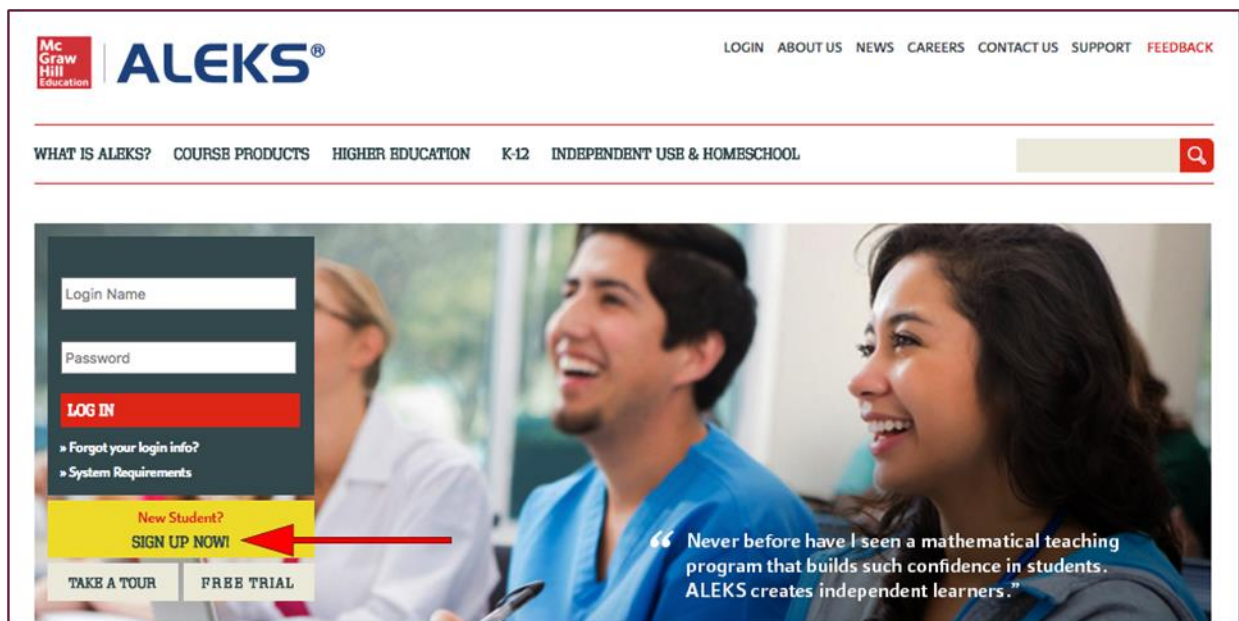 Mc
Graw
Hill
Education
ALEKS®
LOGIN ABOUT US NEWS CAREERS CONTACT US SUPPORT FEEDBACK
WHAT IS ALEKS? COURSE PRODUCTS HIGHER EDUCATION K-12 INDEPENDENT USE & HOMESCHOOL
Login Name
Password
LOG IN
» Forgot your login info?
» System Requirements
New Student?
SIGN UP NOW!
TAKE A TOUR FREE TRIAL
“ Never before have I seen a mathematical teaching
program that builds such confidence in students.
ALEKS creates independent learners.”